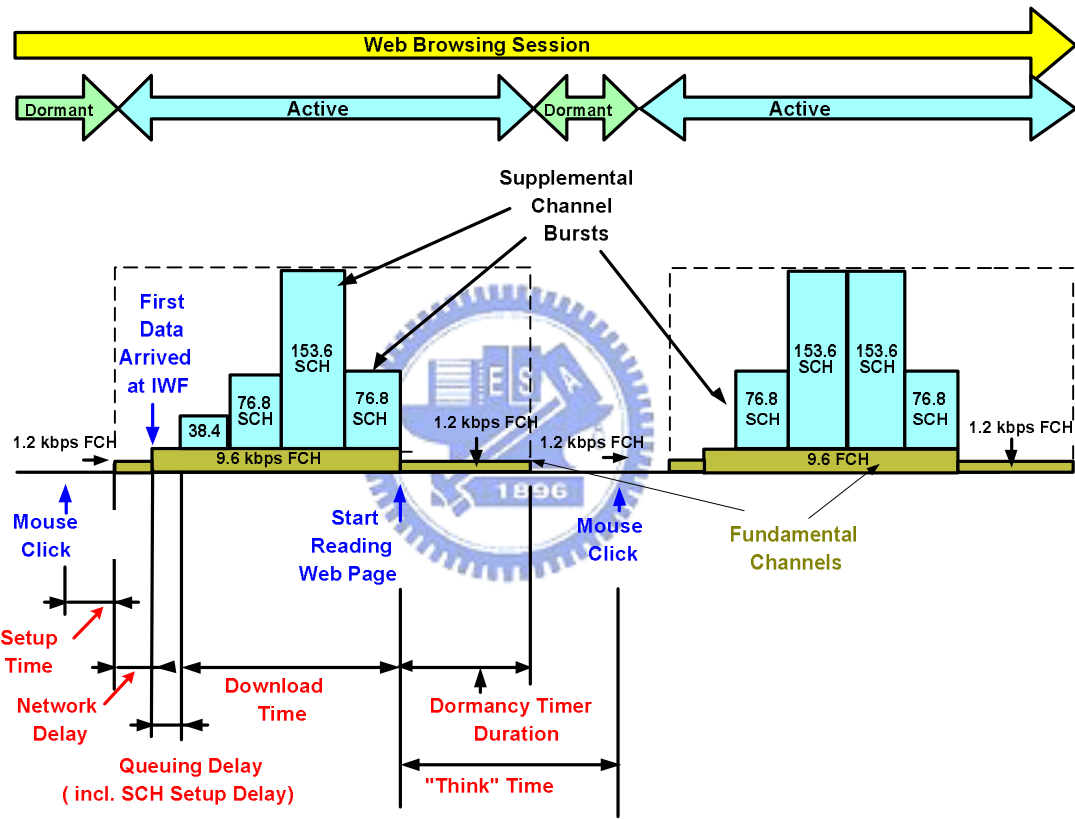 Web Browsing Session
Dormant
Active
Dormant
Active
Supplemental
Channel
Bursts
First
Data
Arrived
at IWF
153.6
SCH
76.8
SCH
76.8
SCH
38.4
153.6
SCH
153.6
SCH
76.8
SCH
76.8
SCH
1.2 kbps FCH
9.6 kbps FCH
1.2 kbps FCH
1.2 kbps FCH
9.6 FCH
1.2 kbps FCH
ESA
1896
Mouse
Click
Start
Reading
Web Page
Mouse
Click
Fundamental
Channels
Setup
Time
Network
Delay
Download
Time
Dormancy Timer
Duration
Queuing Delay
( incl. SCH Setup Delay)
"Think" Time